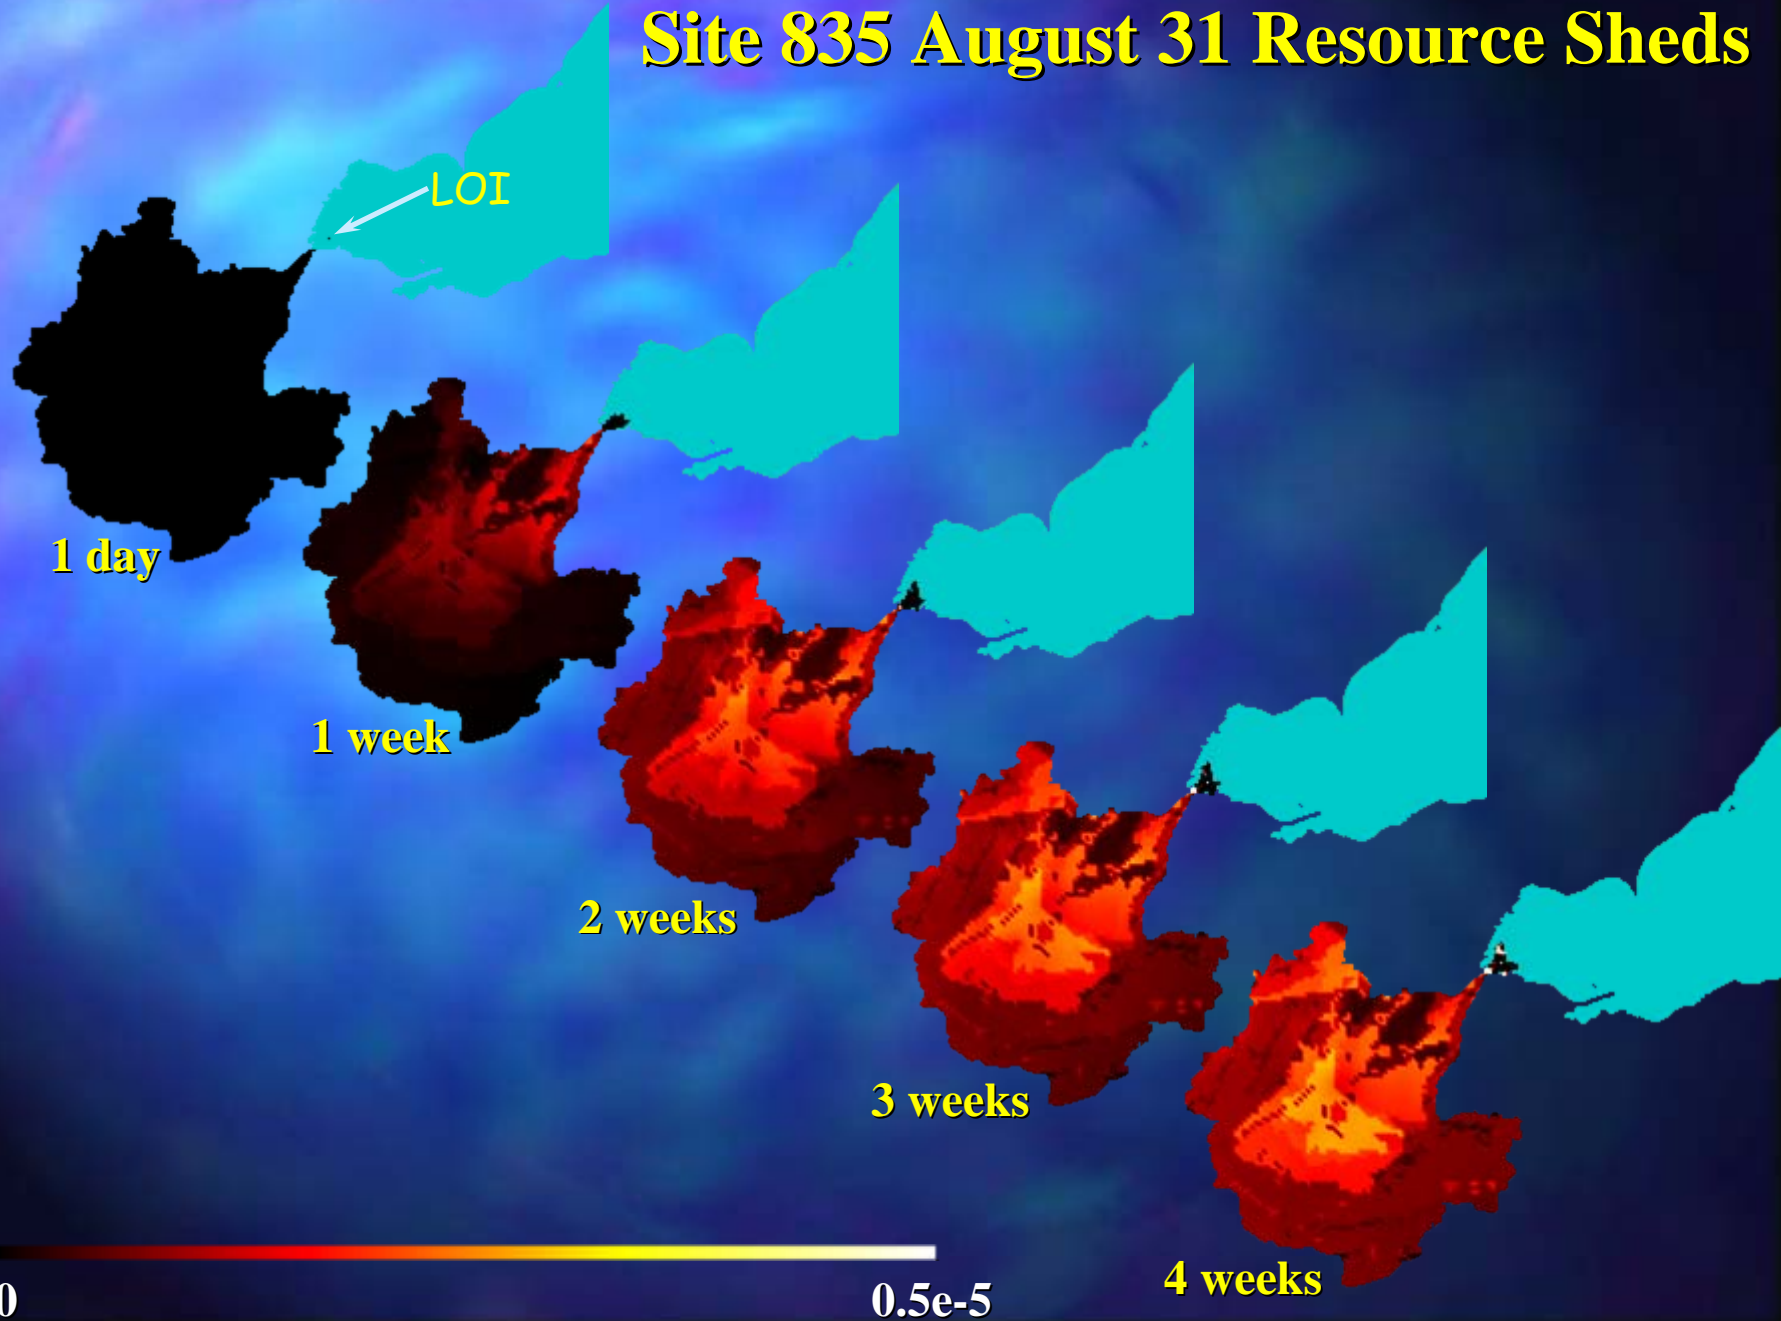 Site 835 August 31 Resource Sheds
LOI
1 day
1 week
2 weeks
3 weeks
4 weeks
0
0.5e-5